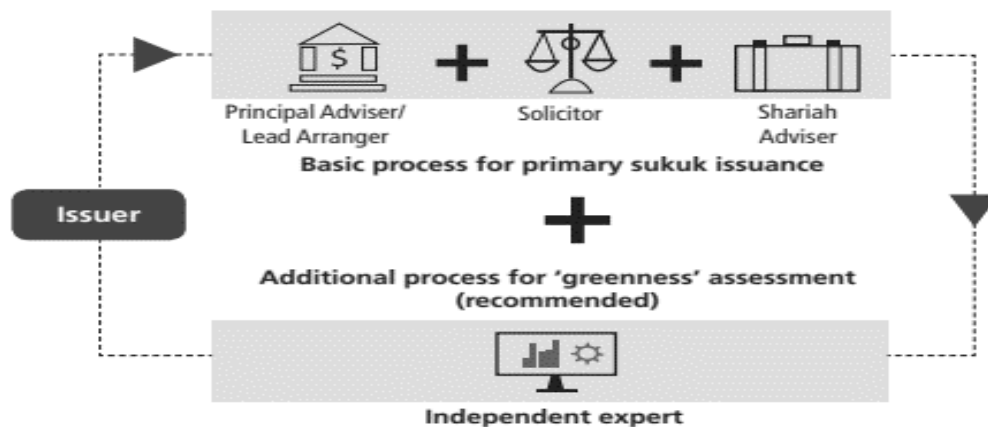 $
Principal Adviser/
Lead Arranger
Solicitor
Shariah
Adviser
Basic process for primary sukuk issuance
Issuer
Additional process for ‘greenness’ assessment
(recommended)
Independent expert